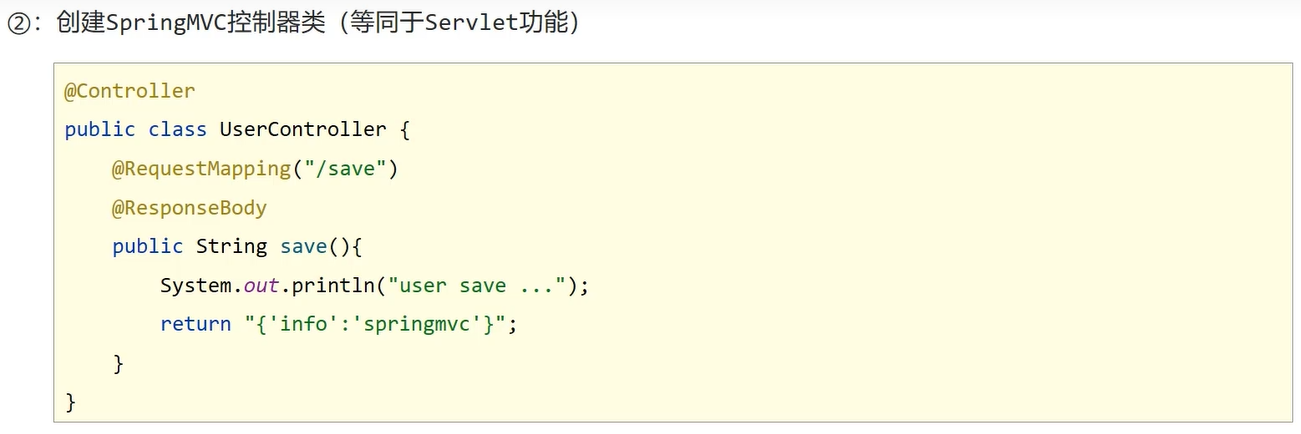 ②：创建SpringMVC控制器类（等同于Servlet功能）
@Controller
public class UserController {
    @RequestMapping("/save")
    @ResponseBody
    public String save(){
        System.out.println("user save ...");
        return "{'info':'springmvc'}";
    }
}